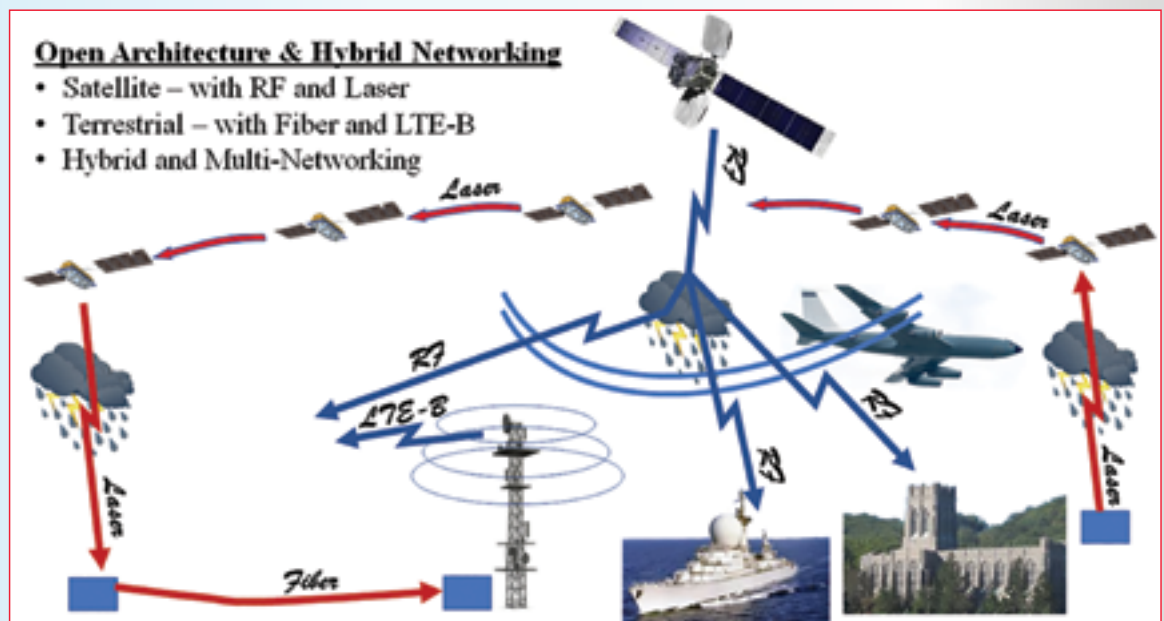 Open Architecture & Hybrid Networking
• Satellite – with RF and Laser
• Terrestrial – with Fiber and LTE-B
• Hybrid and Multi-Networking
RF
Laser
Laser
RF
LTE-B
RF
RF
Laser
Laser
Fiber